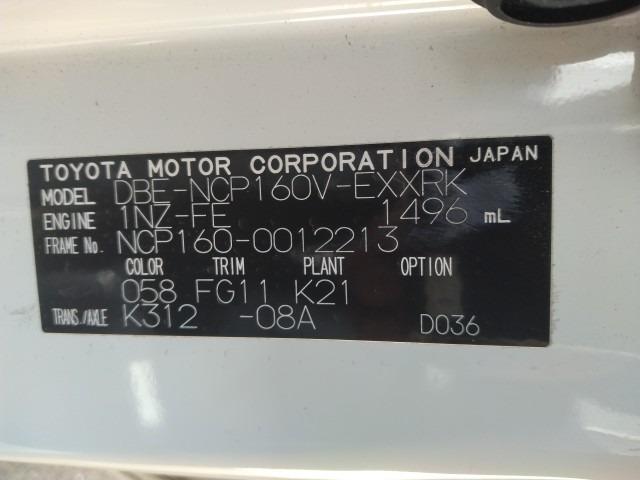 TOYOTA MOTOR CORPORATION JAPAN
MODEL DBE-NCP160V-EXXRK
ENGINE 1NZ-FE 1496 mL
FRAME No. NCP160-0012213
COLOR TRIM PLANT OPTION
058 FG11 K21
TRANS./AXLE K312 -08A D036